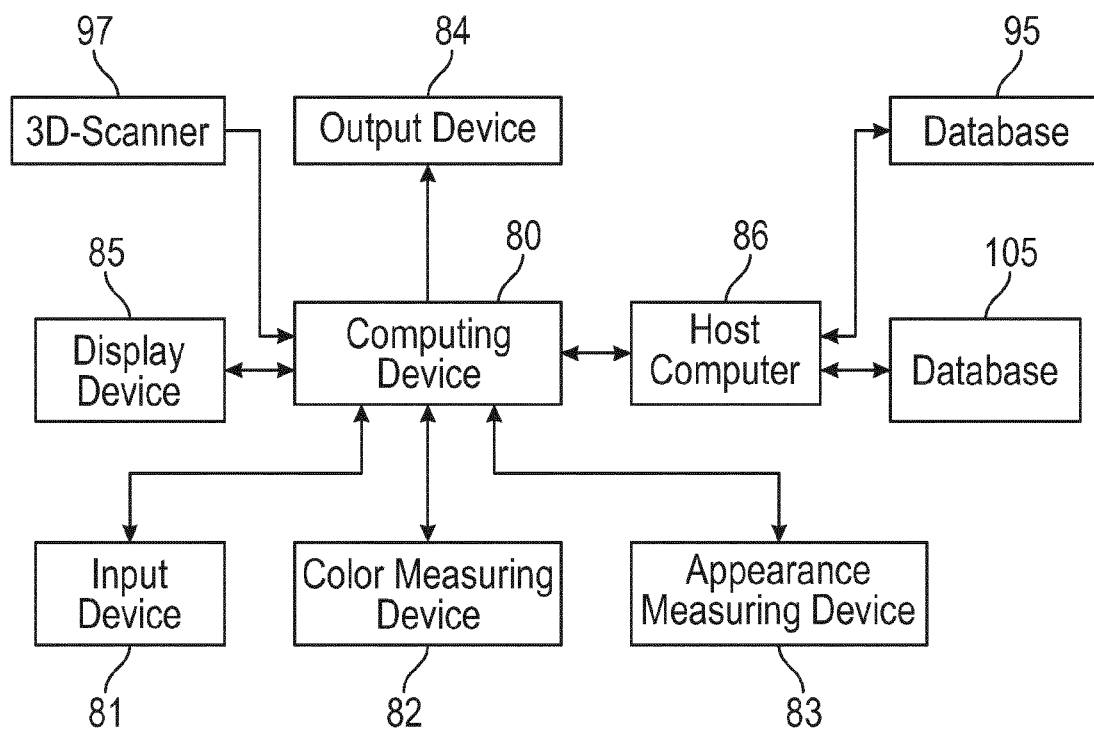 97
84
95
3D-Scanner
Output Device
Database
85
80
86
105
Display
Device
Computing
Device
Host
Computer
Database
Input
Device
Color Measuring
Device
Appearance
Measuring Device
81
82
83